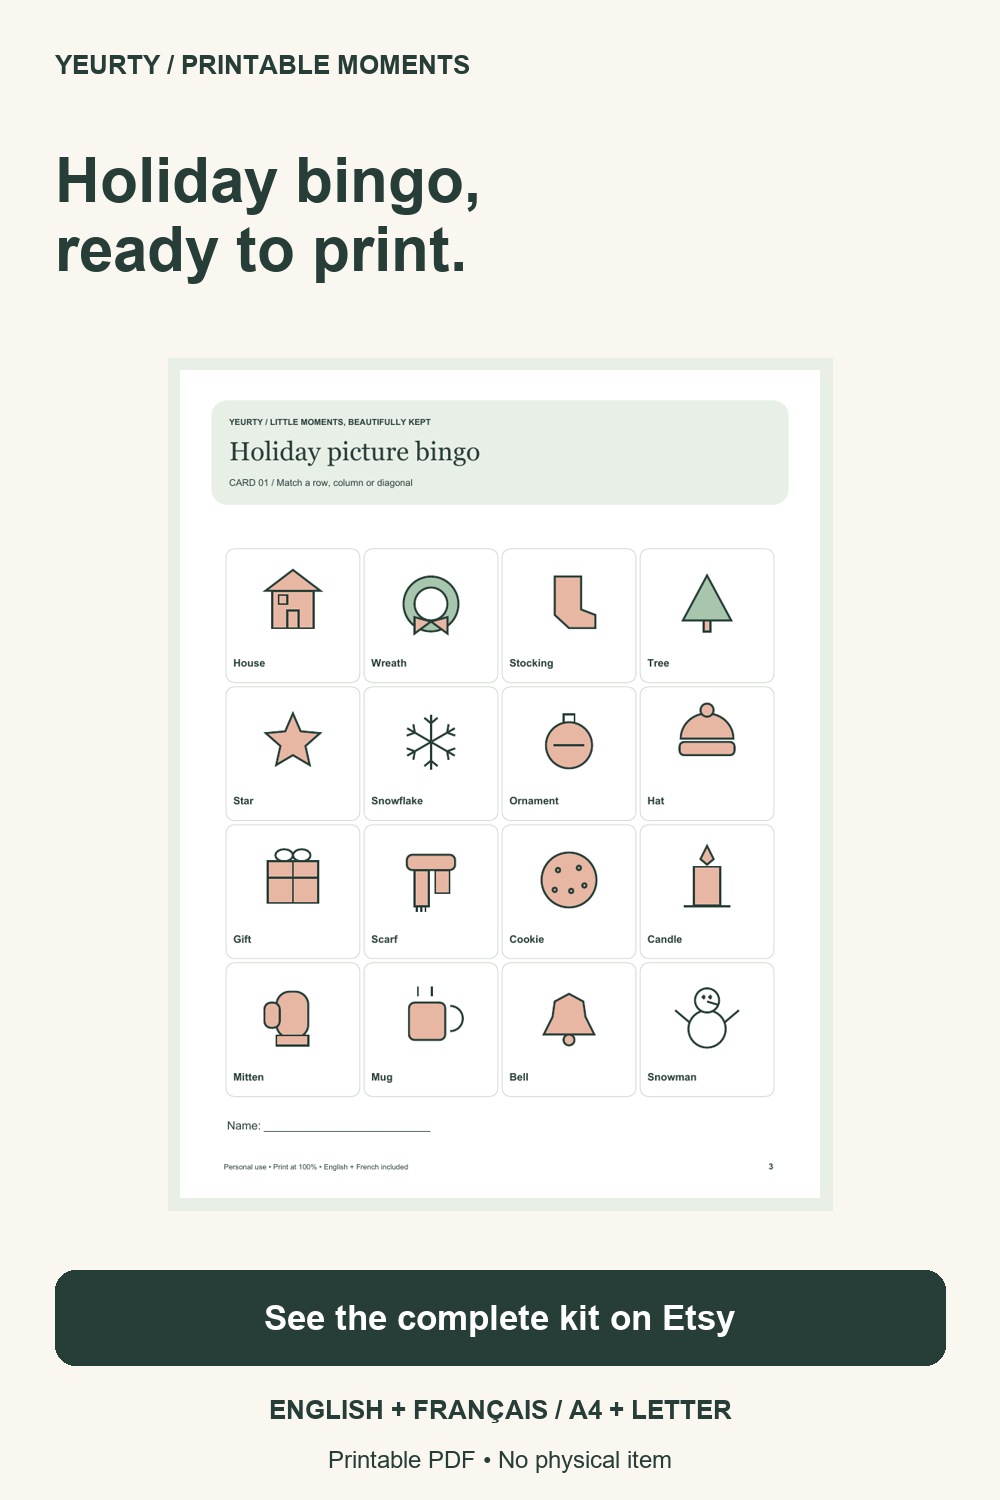 YEURTY / PRINTABLE MOMENTS
Holiday bingo,
ready to print.
YEURTY / LITTLE MOMENTS, BEAUTIFULLY KEPT
Holiday picture bingo
CARD 01 / Match a row, column or diagonal
House
Wreath
Stocking
Tree
Star
Snowflake
Ornament
Hat
Gift
Scarf
Cookie
Candle
Mitten
Mug
Bell
Snowman
Name: __________________________
Personal use • Print at 100% • English + French included
3
See the complete kit on Etsy
ENGLISH + FRANÇAIS / A4 + LETTER
Printable PDF • No physical item